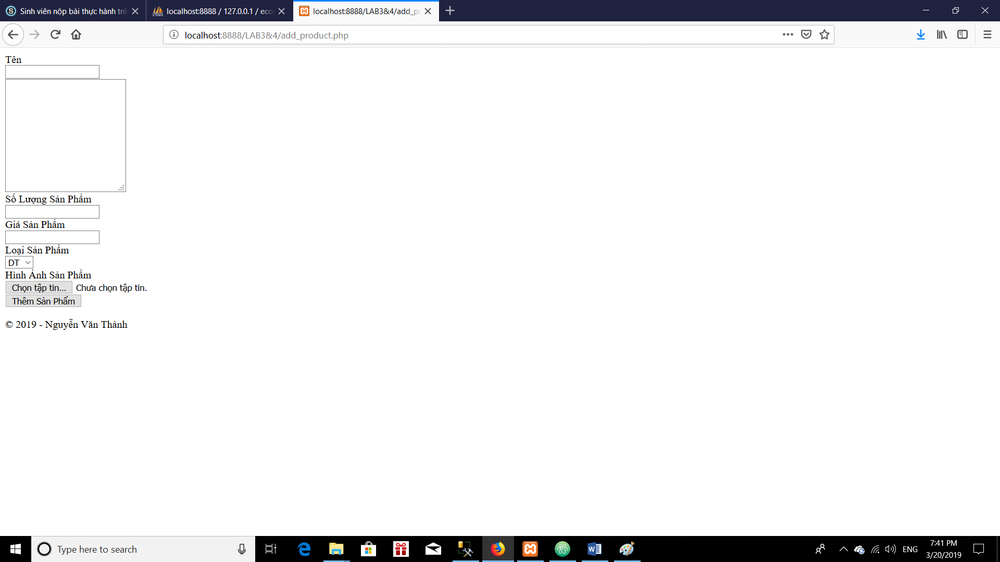 Sinh viên nộp bài thực hành trê
localhost:8888 / 127.0.0.1 / eco
localhost:8888/LAB3&4/add_p
localhost:8888/LAB3&4/add_product.php
Tên
Số Lượng Sản Phẩm
Giá Sản Phẩm
Loại Sản Phẩm
DT
Hình Ảnh Sản Phẩm
Chọn tập tin... Chưa chọn tập tin.
Thêm Sản Phẩm
© 2019 - Nguyễn Văn Thành
Type here to search
ENG
7:41 PM
3/20/2019